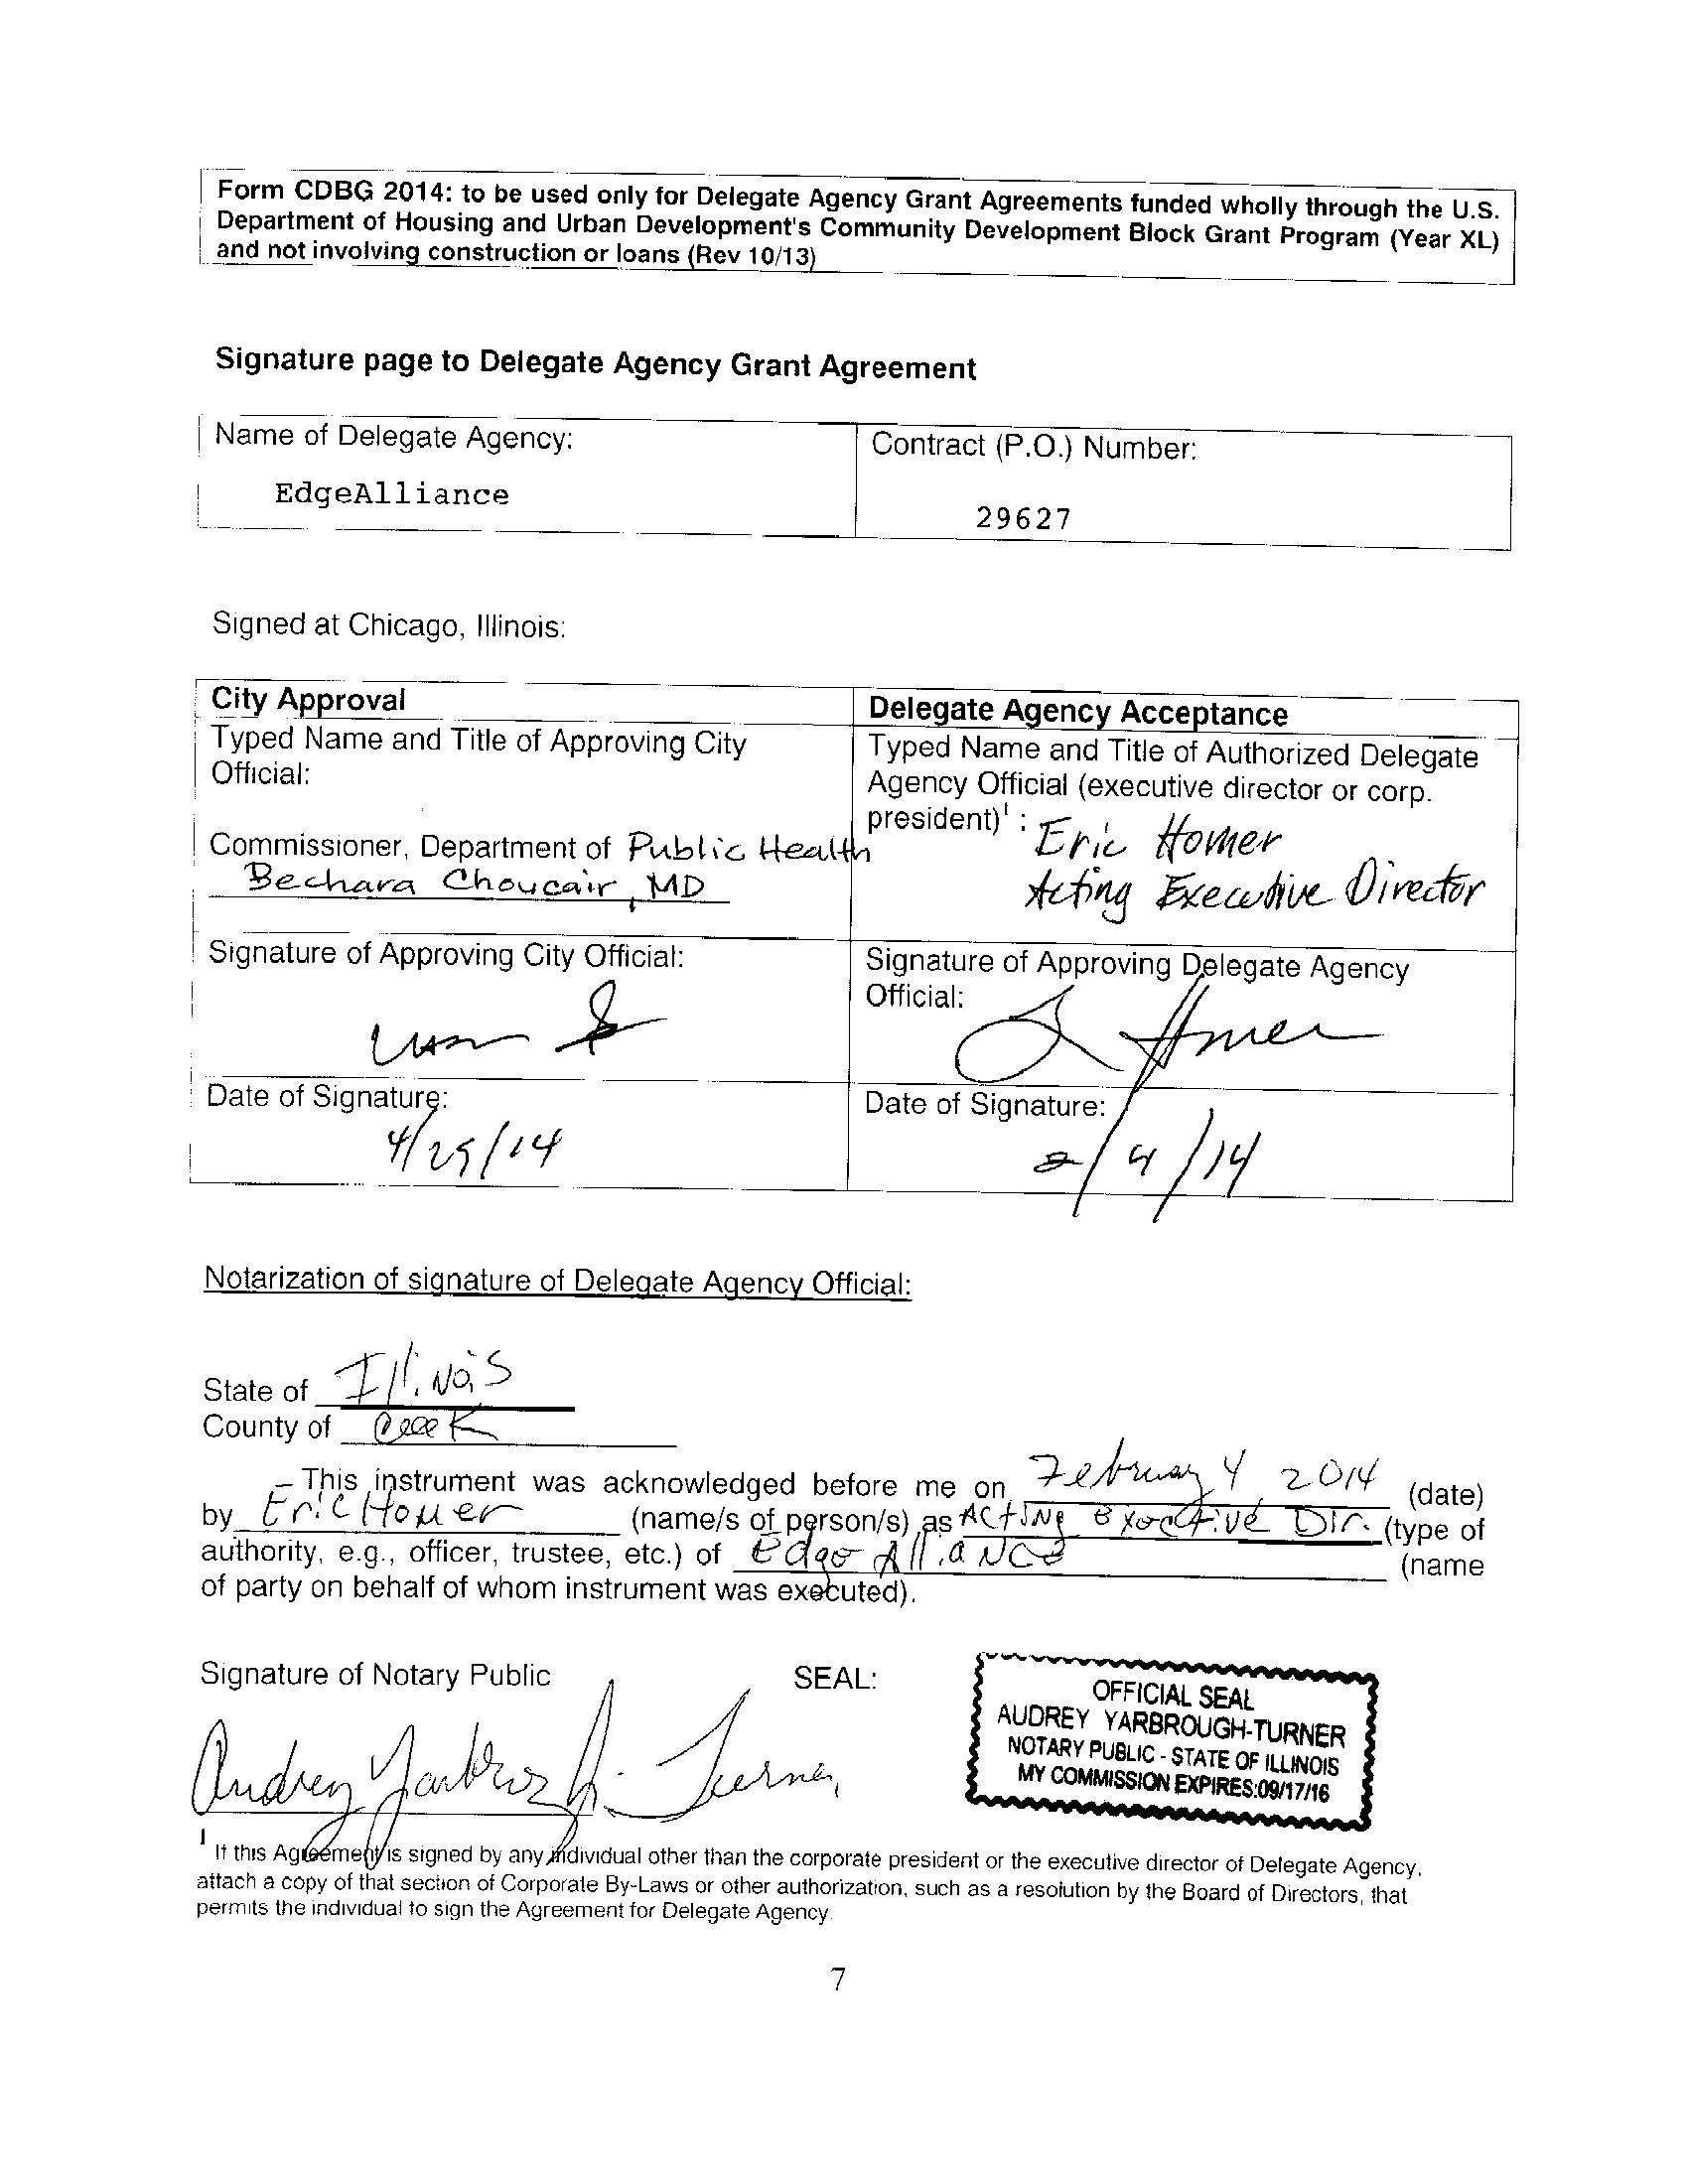 Form CDBG 2014: to be used only for Delegate Agency Grant Agreements funded wholly through the U.S.
Department of Housing and Urban Development's Community Development Block Grant Program (Year XL)
and not involving construction or loans (Rev 10/13)
Signature page to Delegate Agency Grant Agreement
Name of Delegate Agency:
EdgeAlliance
Contract (P.O.) Number:
29627
Signed at Chicago, Illinois:
City Approval
Typed Name and Title of Approving City
Official:
Commissioner, Department of Public Health
Bechara Choucair, MD
Delegate Agency Acceptance
Typed Name and Title of Authorized Delegate
Agency Official (executive director or corp.
president)1 : Eric Homer
Acting Executive Director
Signature of Approving City Official:
Signature of Approving Delegate Agency
Official:
Homer
Date of Signature:
4/29/14
Date of Signature:
2/4/14
Notarization of signature of Delegate Agency Official:
State of Illinois
County of Cook
This instrument was acknowledged before me on February 4 2014 (date)
by Eric Homer (name/s of person/s) as Acting Exective Dir. (type of
authority, e.g., officer, trustee, etc.) of Edge Alliance (name
of party on behalf of whom instrument was executed).
Signature of Notary Public
SEAL:
Audrey Yarbrough-Turner
OFFICIAL SEAL
AUDREY YARBROUGH-TURNER
NOTARY PUBLIC - STATE OF ILLINOIS
MY COMMISSION EXPIRES:09/17/16
1 If this Agreement is signed by any individual other than the corporate president or the executive director of Delegate Agency,
attach a copy of that section of Corporate By-Laws or other authorization, such as a resolution by the Board of Directors, that
permits the individual to sign the Agreement for Delegate Agency.
7